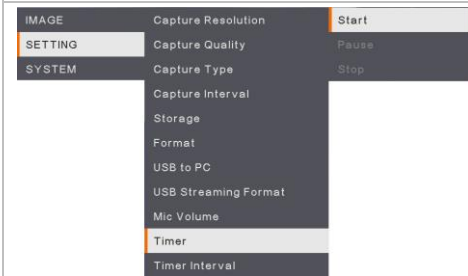 IMAGE
SETTING
SYSTEM
Capture Resolution
Capture Quality
Capture Type
Capture Interval
Storage
Format
USB to PC
USB Streaming Format
Mic Volume
Timer
Timer Interval
Start
Pause
Stop